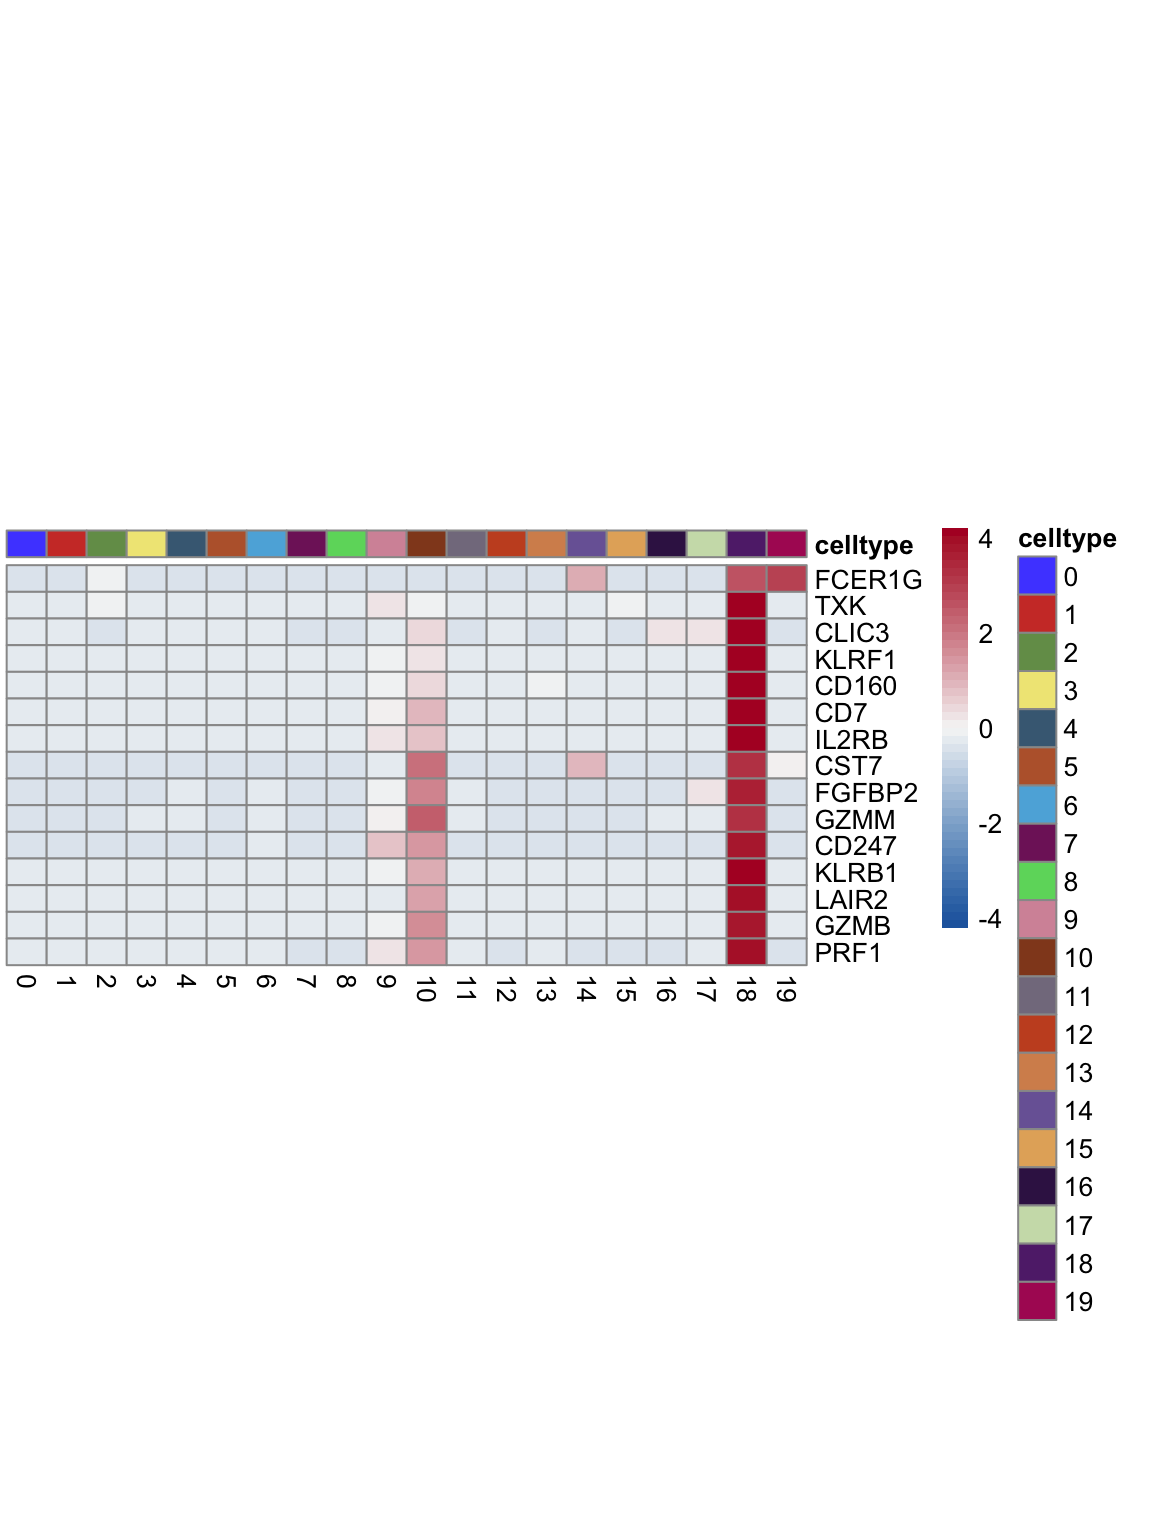 celltype
FCER1G
TXK
CLIC3
KLRF1
CD160
CD7
IL2RB
CST7
FGFBP2
GZMM
CD247
KLRB1
LAIR2
GZMB
PRF1
0 1 2 3 4 5 6 7 8 9 10 11 12 13 14 15 16 17 18 19
4
2
0
-2
-4
celltype
0
1
2
3
4
5
6
7
8
9
10
11
12
13
14
15
16
17
18
19